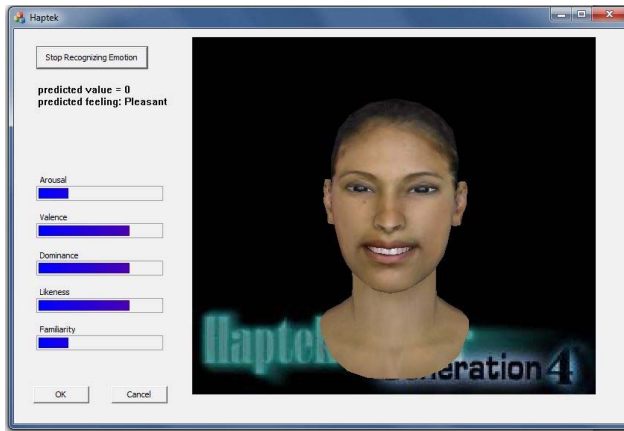 Haptek
Stop Recognizing Emotion
predicted value = 0
predicted feeling: Pleasant
Arousal
Valence
Dominance
Likeness
Familiarity
OK
Cancel
Haptek
Generation 4